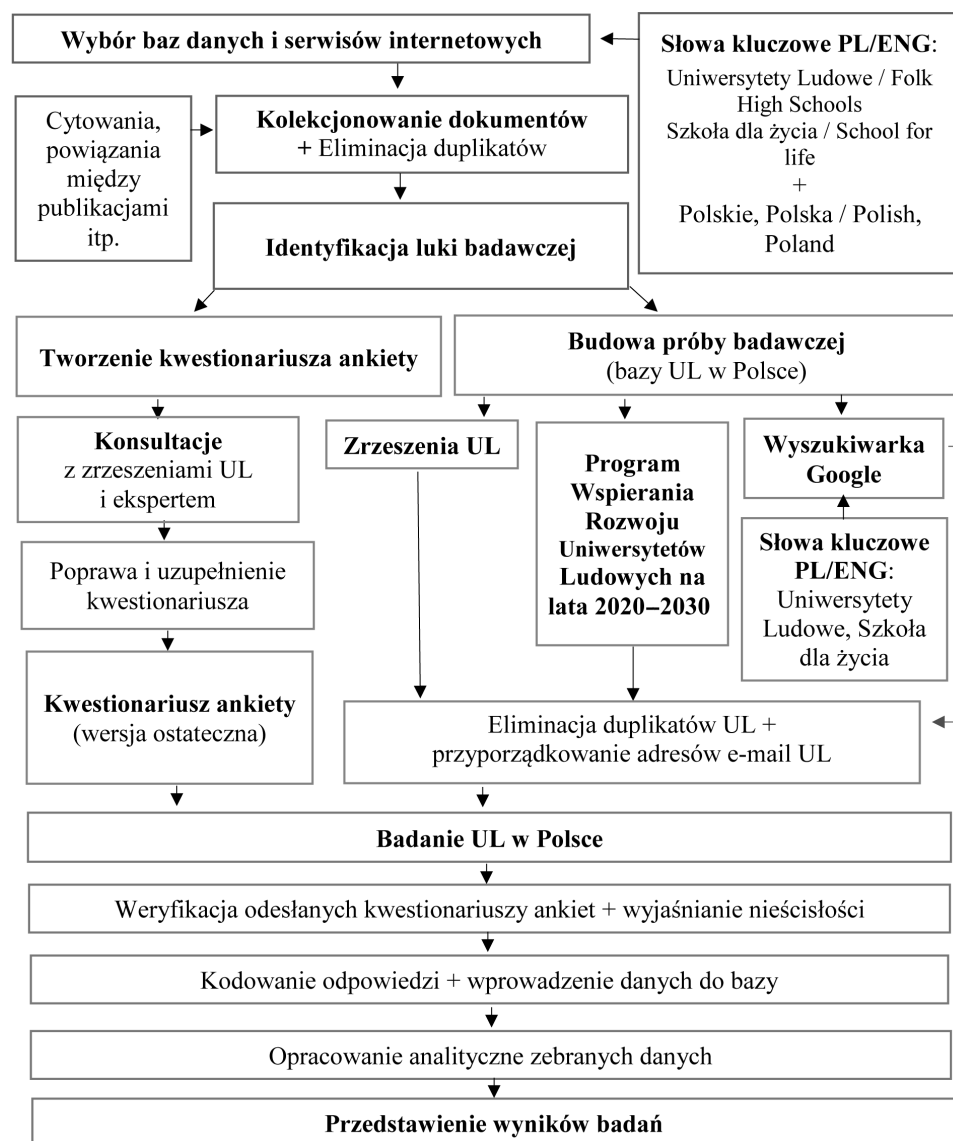 Wybór baz danych i serwisów internetowych
Słowa kluczowe PL/ENG:
Uniwersytety Ludowe / Folk
High Schools
Szkoła dla życia / School for
life
+
Polskie, Polska / Polish,
Poland
Cytowania,
powiązania
między
publikacjami
itp.
Kolekcjonowanie dokumentów
+ Eliminacja duplikatów
Identyfikacja luki badawczej
Tworzenie kwestionariusza ankiety
Budowa próby badawczej
(bazy UL w Polsce)
Konsultacje
z zrzeszeniami UL
i ekspertem
Zrzeszenia UL
Program
Wspierania
Rozwoju
Uniwersytetów
Ludowych na
lata 2020–2030
Wyszukiwarka
Google
Słowa kluczowe
PL/ENG:
Uniwersytety
Ludowe, Szkoła
dla życia
Poprawa i uzupełnienie
kwestionariusza
Kwestionariusz ankiety
(wersja ostateczna)
Eliminacja duplikatów UL +
przyporządkowanie adresów e-mail UL
Badanie UL w Polsce
Weryfikacja odesłanych kwestionariuszy ankiet + wyjaśnianie nieścisłości
Kodowanie odpowiedzi + wprowadzenie danych do bazy
Opracowanie analityczne zebranych danych
Przedstawienie wyników badań